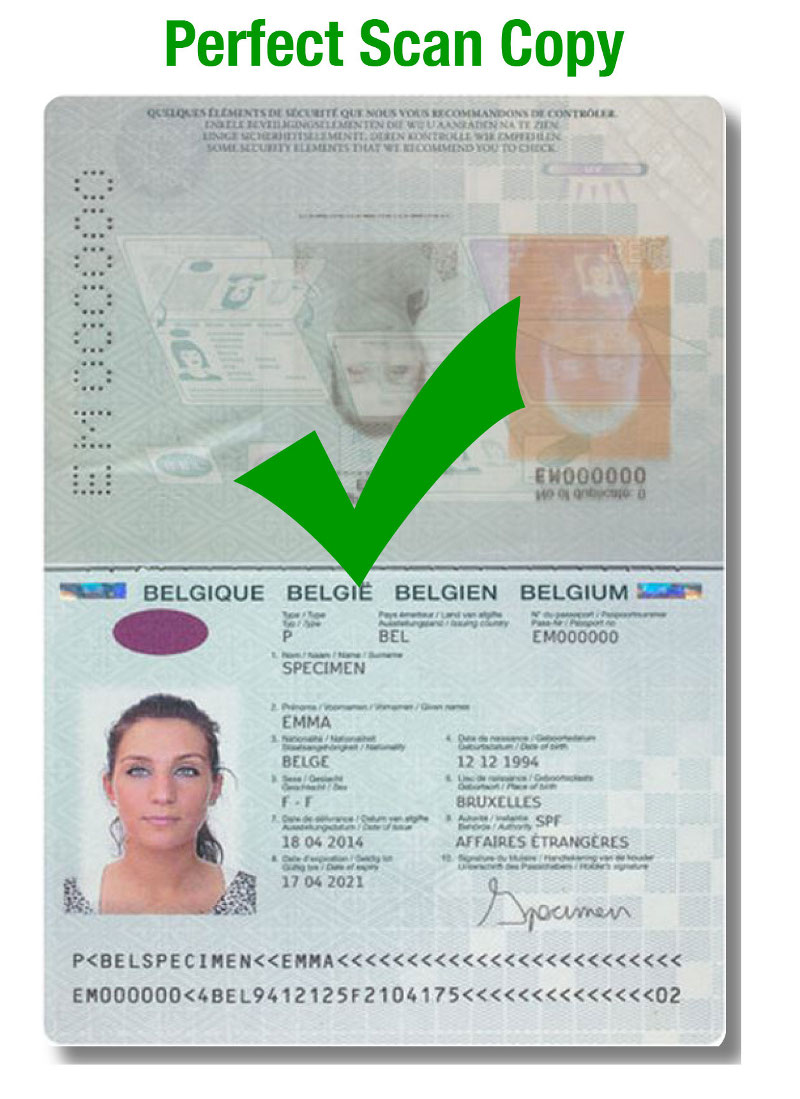 Perfect Scan Copy
QUELQUES ÉLÉMENTS DE SÉCURITÉ QUE NOUS VOUS RECOMMANDONS DE CONTRÔLER.
ENKELE BEVEILIGINGSELEMENTEN DIE WIJ U AANRADEN NA TE ZIEN.
EINIGE SICHERHEITSELEMENTE, DEREN KONTROLLE WIR EMPFEHLEN.
SOME SECURITY ELEMENTS THAT WE RECOMMEND YOU TO CHECK.
EM000000
EM000000
No of duplicate: 0
BELGIQUE BELGIË BELGIEN BELGIUM
Type / Type Pays émetteur / Land van afgifte N° du passeport / Paspoortnummer
Typ / Type Ausstellungsland / Issuing country Pass-Nr / Passport no
P BEL EM000000
1. Nom / Naam / Name / Surname
SPECIMEN
2. Prénoms / Voornamen / Vornamen / Given names
EMMA
3. Nationalité / Nationaliteit 4. Date de naissance / Geboortedatum
Staatsangehörigkeit / Nationality Geburtsdatum / Date of birth
BELGE 12 12 1994
5. Sexe / Geslacht 6. Lieu de naissance / Geboorteplaats
Geschlecht / Sex Geburtsort / Place of birth
F - F BRUXELLES
7. Date de délivrance / Datum van afgifte 9. Autorité / Instantie SPF
Ausstellungsdatum / Date of issue Behörde / Authority
18 04 2014 AFFAIRES ÉTRANGÈRES
8. Date d'expiration / Geldig tot 10. Signature du titulaire / Handtekening van de houder
Gültig bis / Date of expiry Unterschrift des Passinhabers / Holder's signature
17 04 2021
Specimen
P<BELSPECIMEN<<EMMA<<<<<<<<<<<<<<<<<<<<<<<<<
EM000000<4BEL9412125F2104175<<<<<<<<<<<<<<02